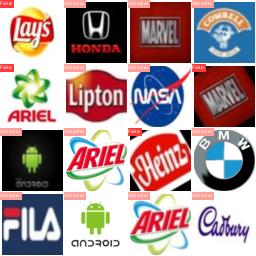 Fake Genuine Genuine Genuine
Lay's HONDA MARVEL COWBELL
Fake Genuine Genuine Fake
ARIEL Lipton NASA MARVEL
Genuine Genuine Fake Genuine
ANDROID ARIEL Heinz BMW
Genuine Genuine Genuine Genuine
FILA ANDROID ARIEL Cadbury